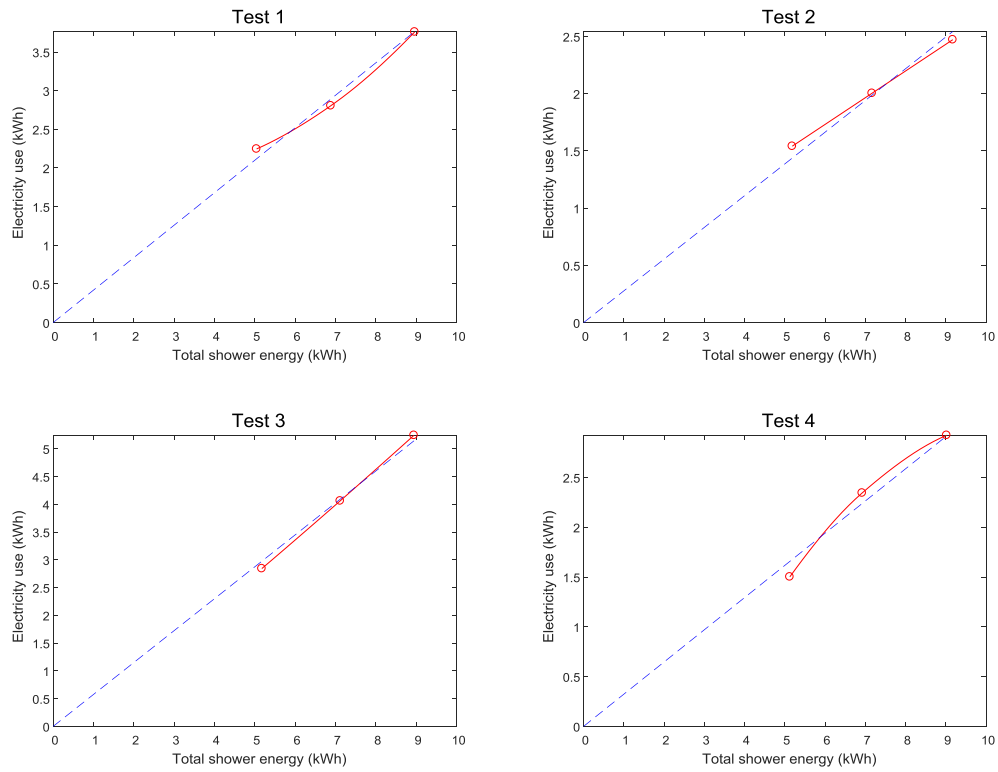 Test 1
3.5
3
2.5
2
1.5
1
0.5
0
Electricity use (kWh)
0 1 2 3 4 5 6 7 8 9 10
Total shower energy (kWh)
Test 2
2.5
2
1.5
1
0.5
0
Electricity use (kWh)
0 1 2 3 4 5 6 7 8 9 10
Total shower energy (kWh)
Test 3
5
4.5
4
3.5
3
2.5
2
1.5
1
0.5
0
Electricity use (kWh)
0 1 2 3 4 5 6 7 8 9 10
Total shower energy (kWh)
Test 4
2.5
2
1.5
1
0.5
0
Electricity use (kWh)
0 1 2 3 4 5 6 7 8 9 10
Total shower energy (kWh)